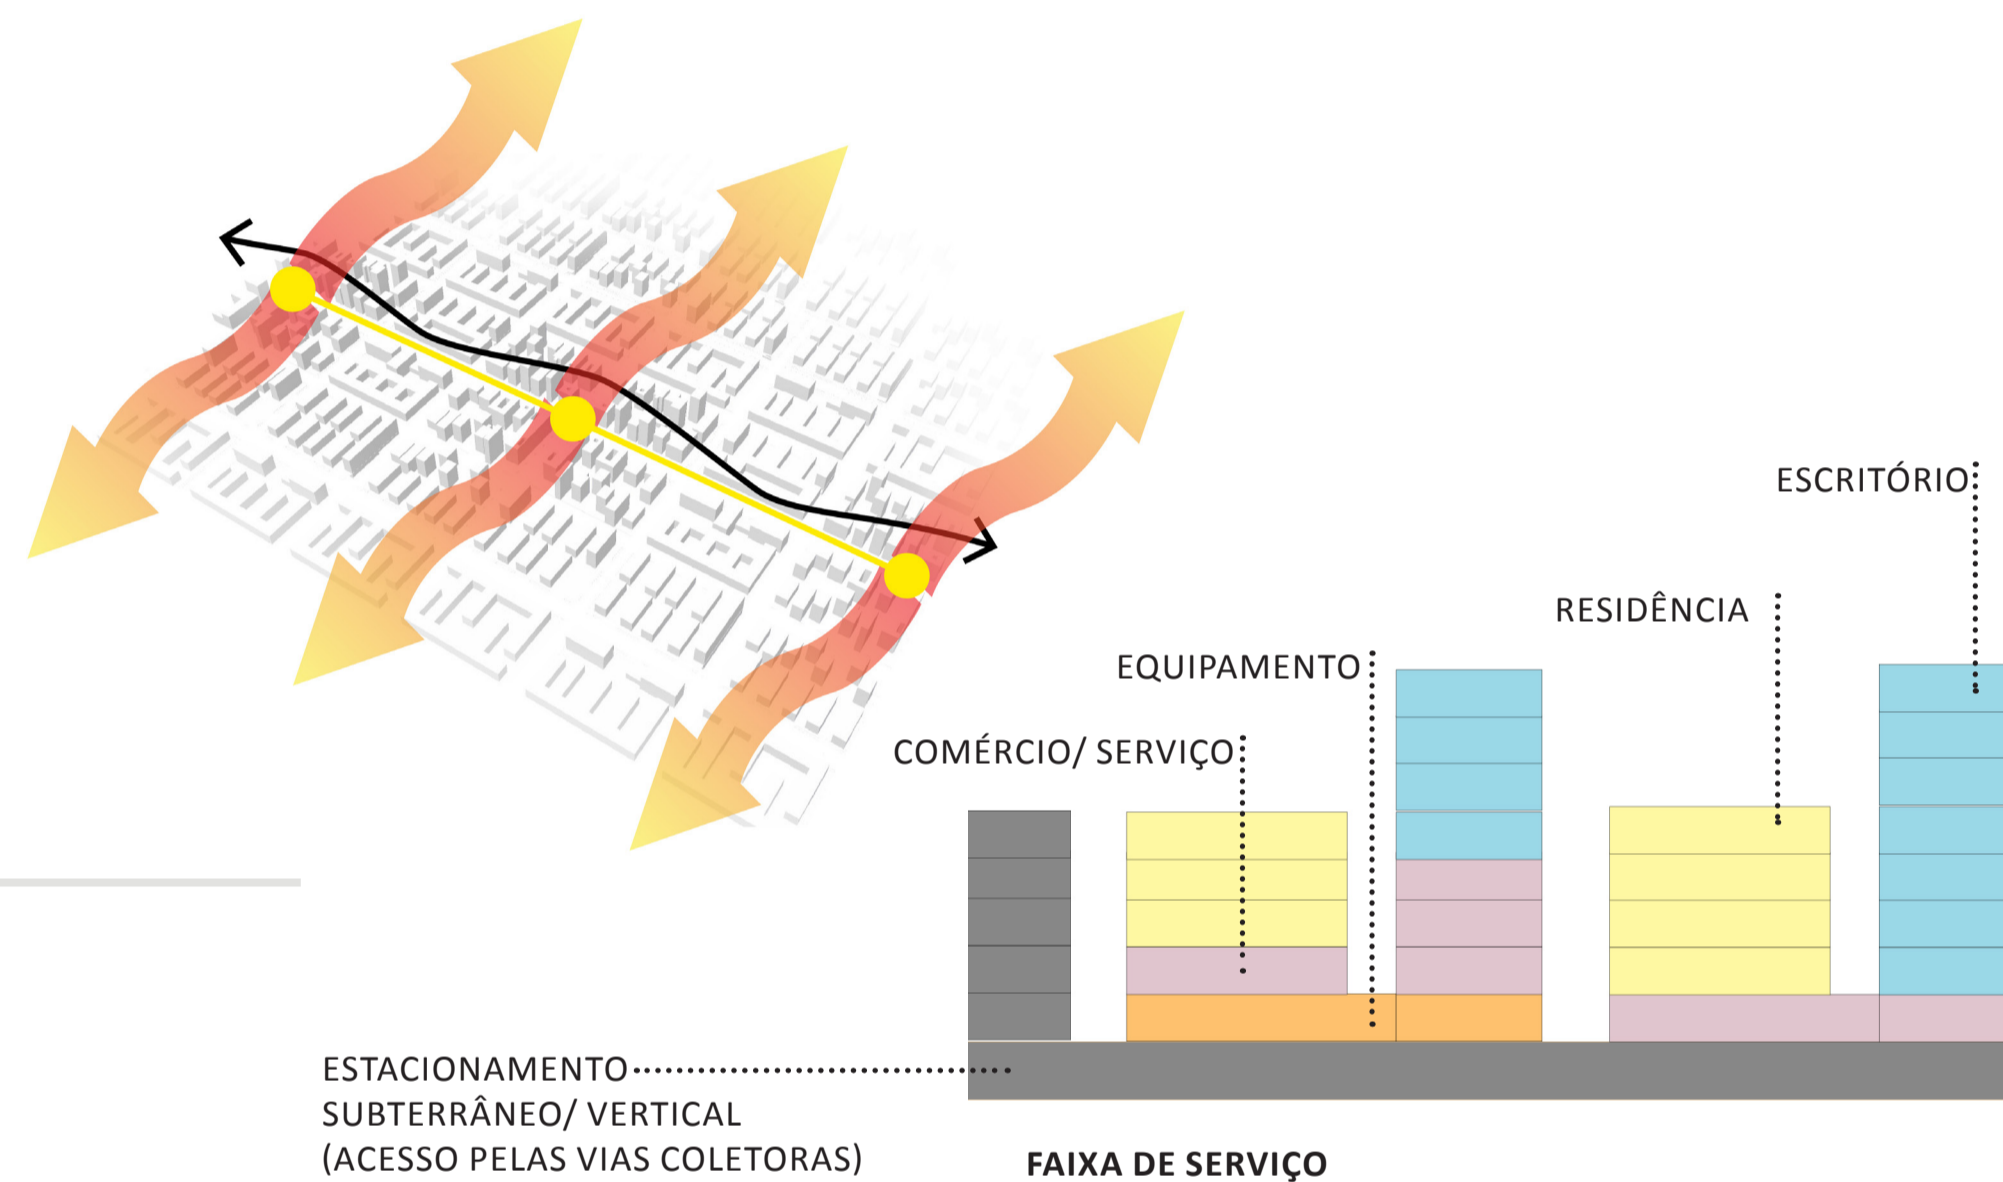 ESCRITÓRIO
RESIDÊNCIA
EQUIPAMENTO
COMÉRCIO/ SERVIÇO
ESTACIONAMENTO
SUBTERRÂNEO/ VERTICAL
(ACESSO PELAS VIAS COLETORAS)
FAIXA DE SERVIÇO